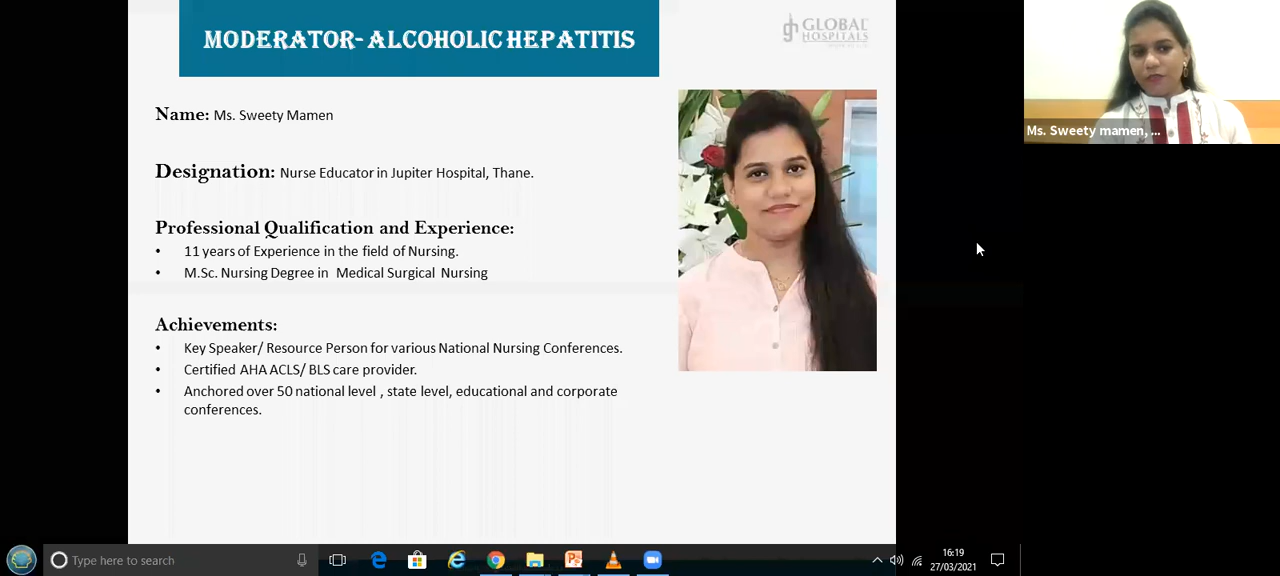 MODERATOR- ALCOHOLIC HEPATITIS
GLOBAL
HOSPITALS
Name: Ms. Sweety Mamen
Designation: Nurse Educator in Jupiter Hospital, Thane.
Professional Qualification and Experience:
• 11 years of Experience in the field of Nursing.
• M.Sc. Nursing Degree in Medical Surgical Nursing
Achievements:
• Key Speaker/ Resource Person for various National Nursing Conferences.
• Certified AHA ACLS/ BLS care provider.
• Anchored over 50 national level , state level, educational and corporate
conferences.
Ms. Sweety mamen, ...
Type here to search
16:19
27/03/2021